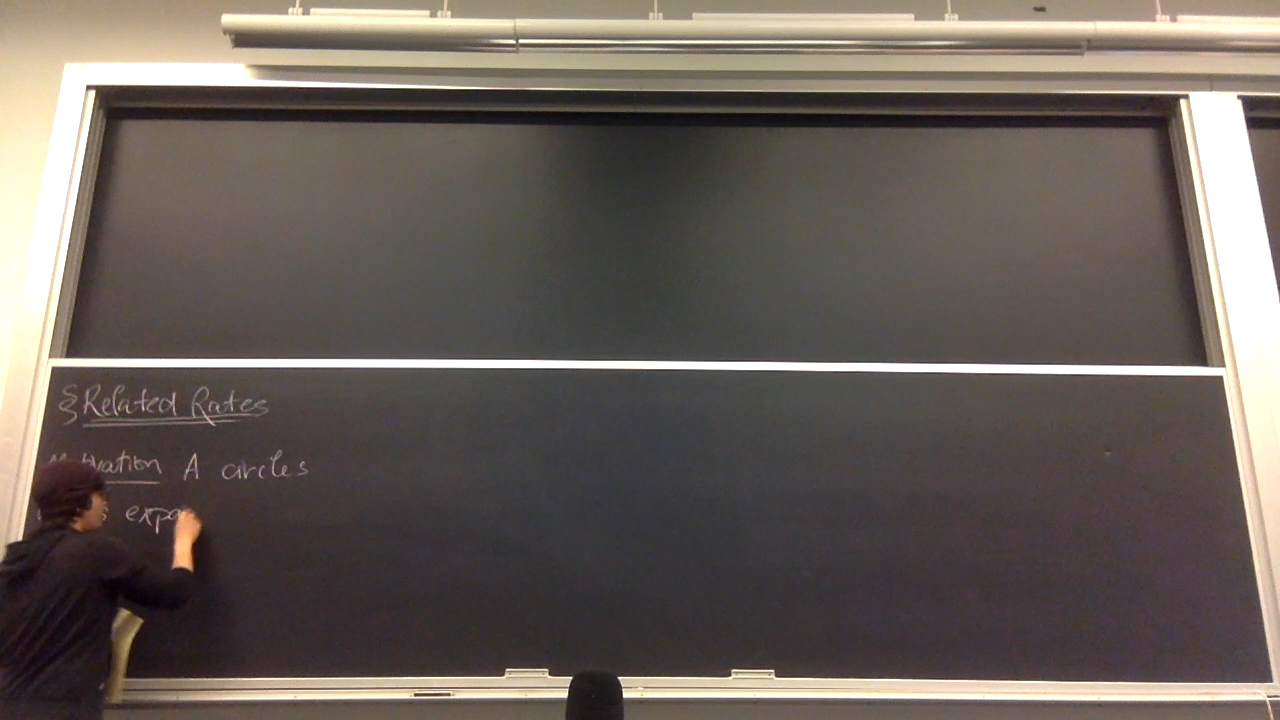 § Related Rates
Motivation A circles
expa